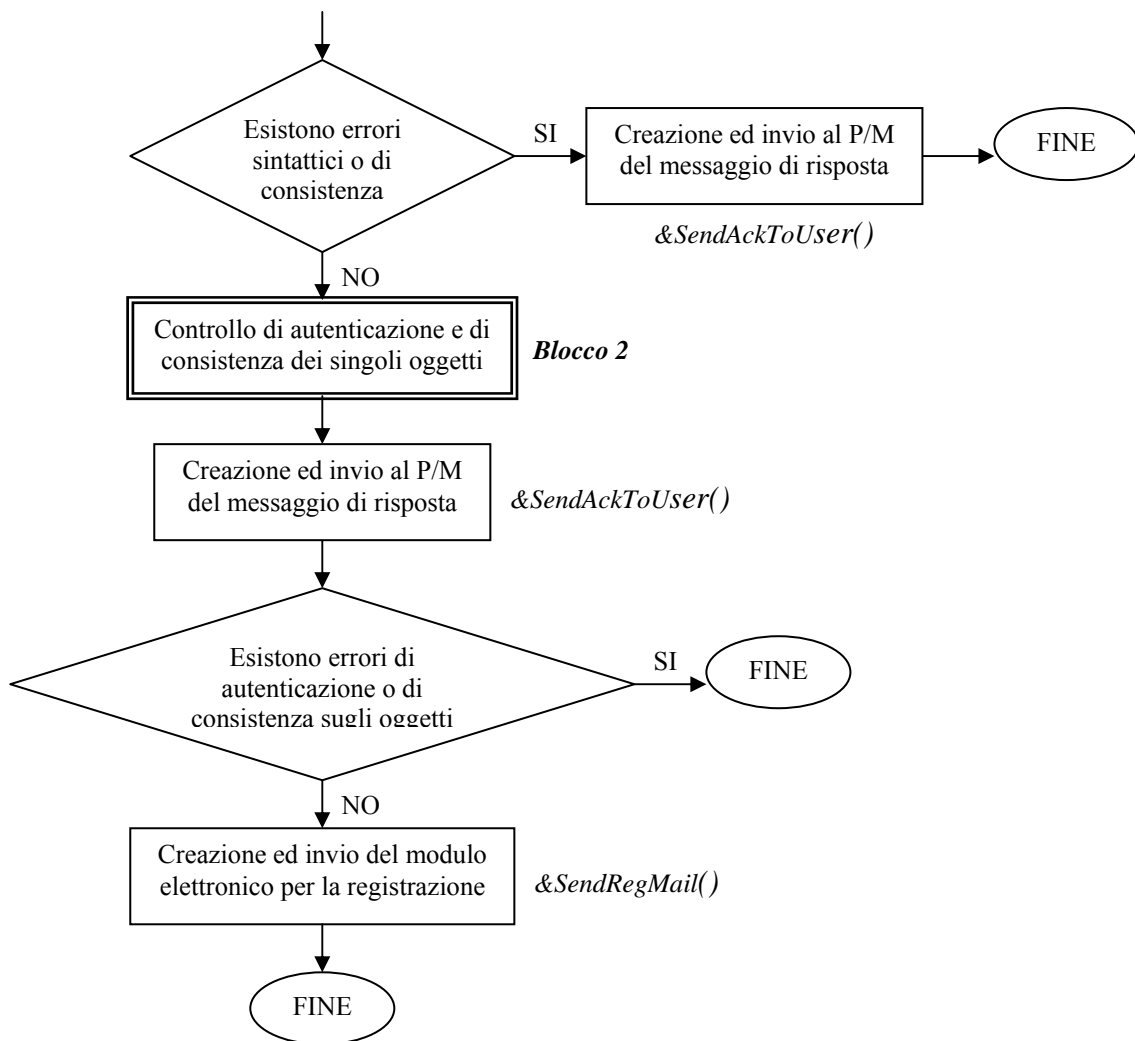 Esistono errori
sintattici o di
consistenza
SI
Creazione ed invio al P/M
del messaggio di risposta
FINE
&SendAckToUser()
NO
Controllo di autenticazione e di
consistenza dei singoli oggetti
Blocco 2
Creazione ed invio al P/M
del messaggio di risposta
&SendAckToUser()
Esistono errori di
autenticazione o di
consistenza sugli oggetti
SI
FINE
NO
Creazione ed invio del modulo
elettronico per la registrazione
&SendRegMail()
FINE